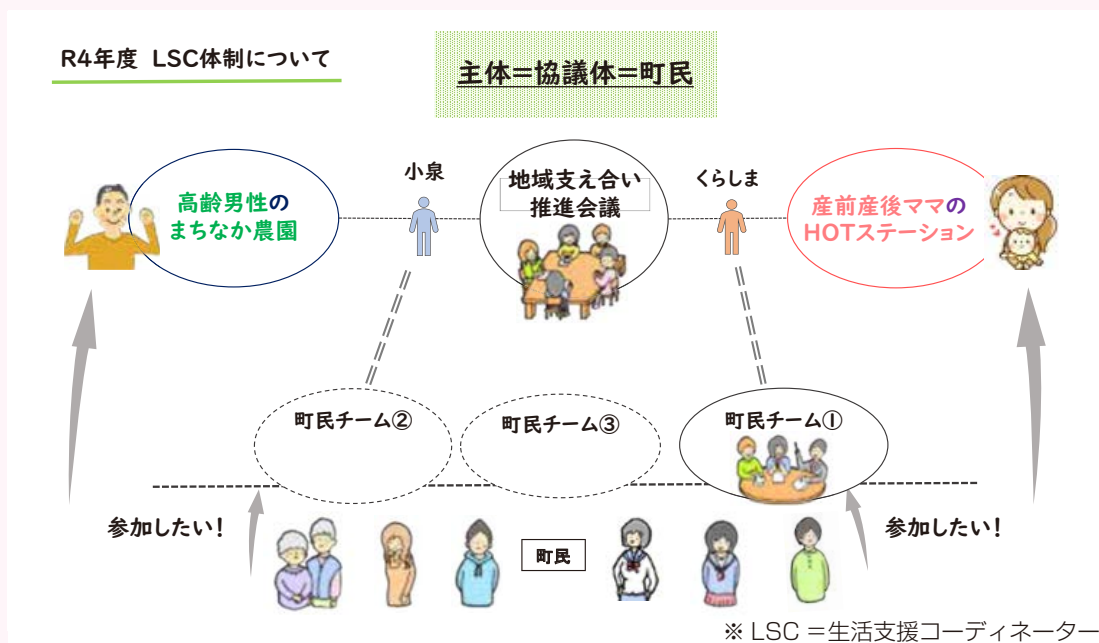 R4年度 LSC体制について
主体=協議体=町民
高齢男性の
まちなか農園
小泉
地域支え合い
推進会議
くらしま
産前産後ママの
HOTステーション
町民チーム②
町民チーム③
町民チーム①
参加したい!
町民
参加したい!
※ LSC =生活支援コーディネーター